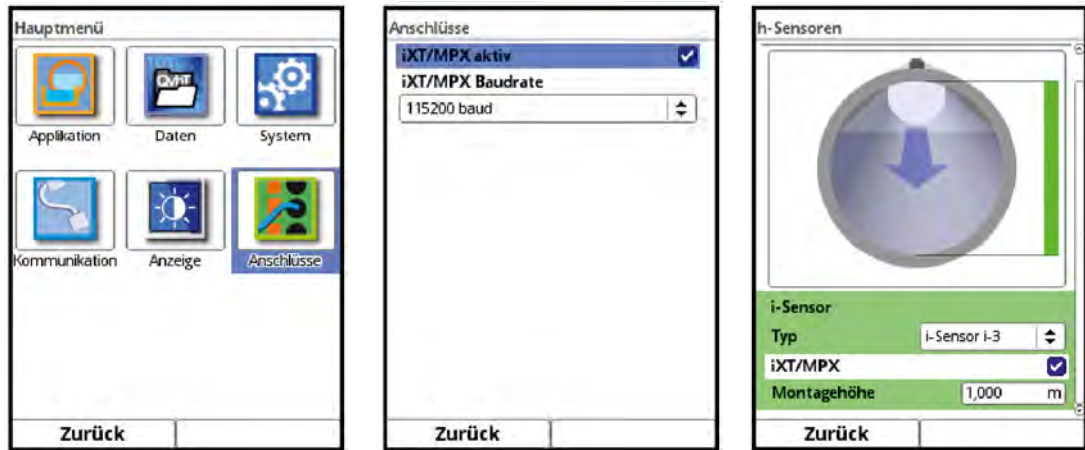 Hauptmenü
Applikation Daten System
Kommunikation Anzeige Anschlüsse
Zurück
Anschlüsse
iXT/MPX aktiv
iXT/MPX Baudrate
115200 baud
Zurück
h-Sensoren
i-Sensor
Typ i-Sensor i-3
iXT/MPX
Montagehöhe 1,000 m
Zurück